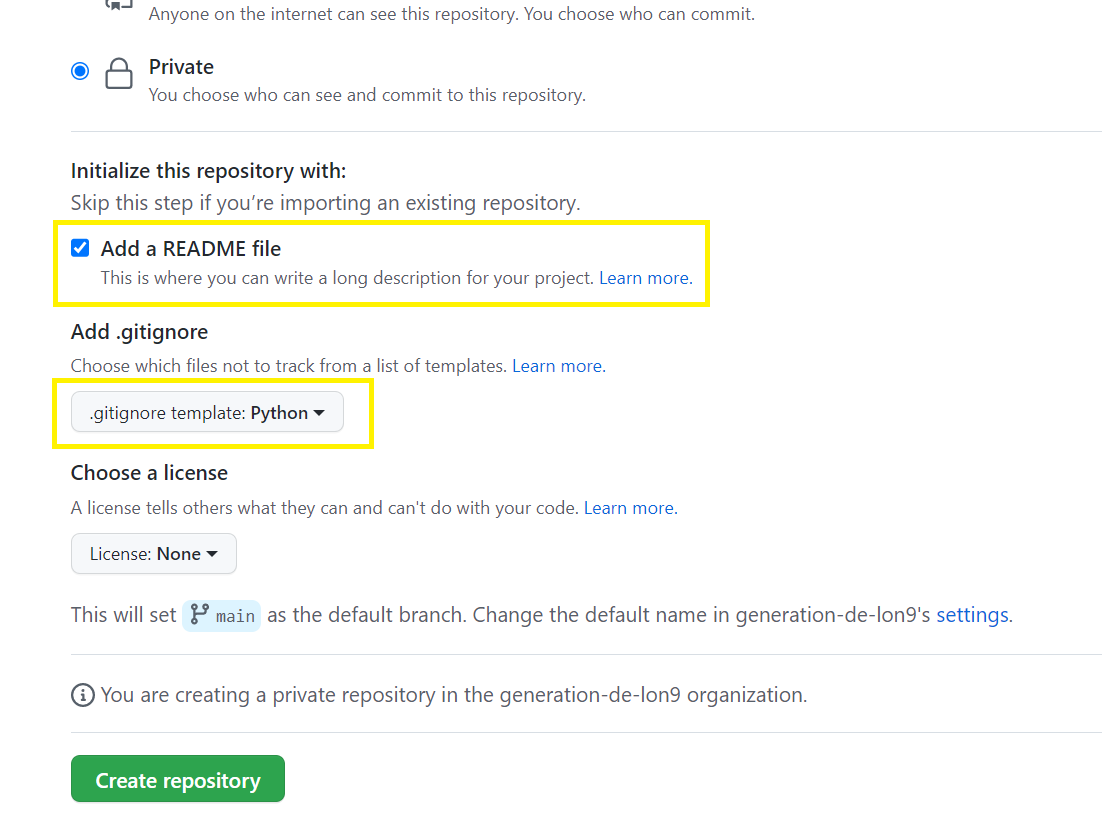 Anyone on the internet can see this repository. You choose who can commit.
Private
You choose who can see and commit to this repository.
Initialize this repository with:
Skip this step if you’re importing an existing repository.
Add a README file
This is where you can write a long description for your project. Learn more.
Add .gitignore
Choose which files not to track from a list of templates. Learn more.
.gitignore template: Python
Choose a license
A license tells others what they can and can't do with your code. Learn more.
License: None
This will set main as the default branch. Change the default name in generation-de-lon9's settings.
You are creating a private repository in the generation-de-lon9 organization.
Create repository